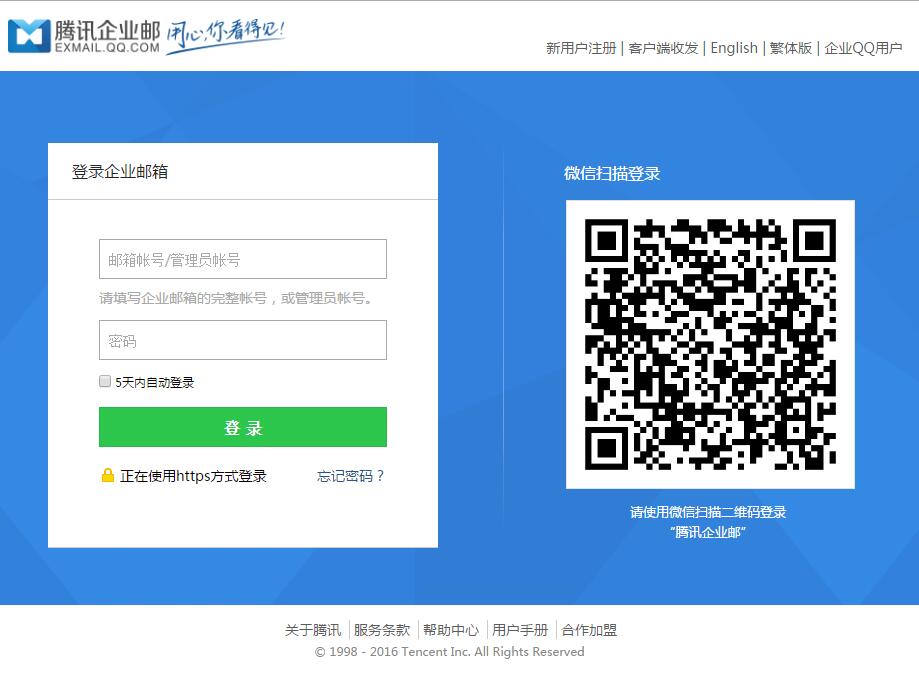 腾讯企业邮
EXMAIL.QQ.COM
用心,你看得见!
新用户注册 | 客户端收发 | English | 繁体版 | 企业QQ用户
登录企业邮箱
邮箱帐号/管理员帐号
请填写企业邮箱的完整帐号，或管理员帐号。
密码
5天内自动登录
登 录
正在使用https方式登录
忘记密码？
微信扫描登录
请使用微信扫描二维码登录
“腾讯企业邮”
关于腾讯 | 服务条款 | 帮助中心 | 用户手册 | 合作加盟
© 1998 - 2016 Tencent Inc. All Rights Reserved